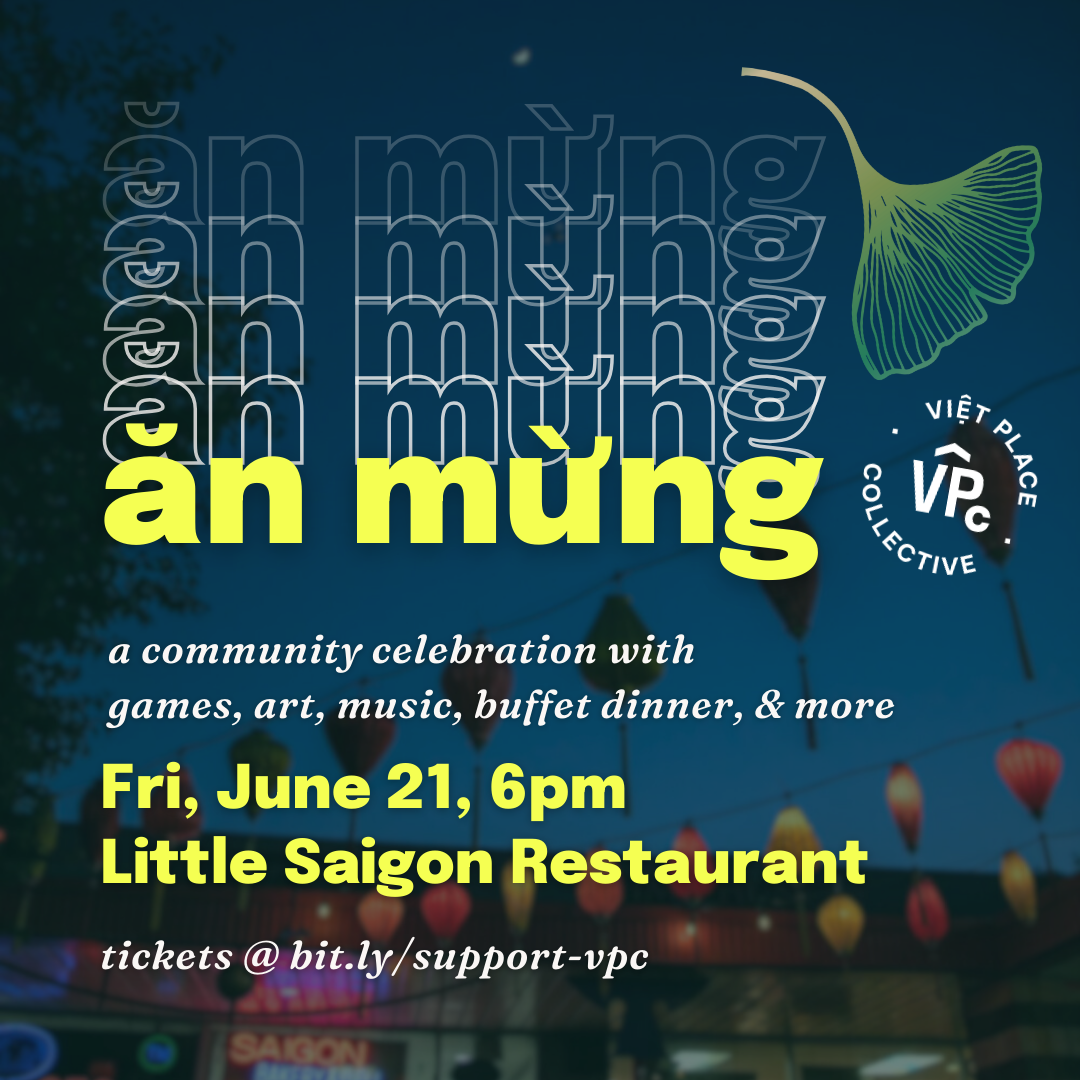 ăn mừng
ăn mừng
ăn mừng
ăn mừng
ăn mừng
VIỆT PLACE
COLLECTIVE
VPc
a community celebration with
games, art, music, buffet dinner, & more
Fri, June 21, 6pm
Little Saigon Restaurant
tickets @ bit.ly/support-vpc
SAIGON